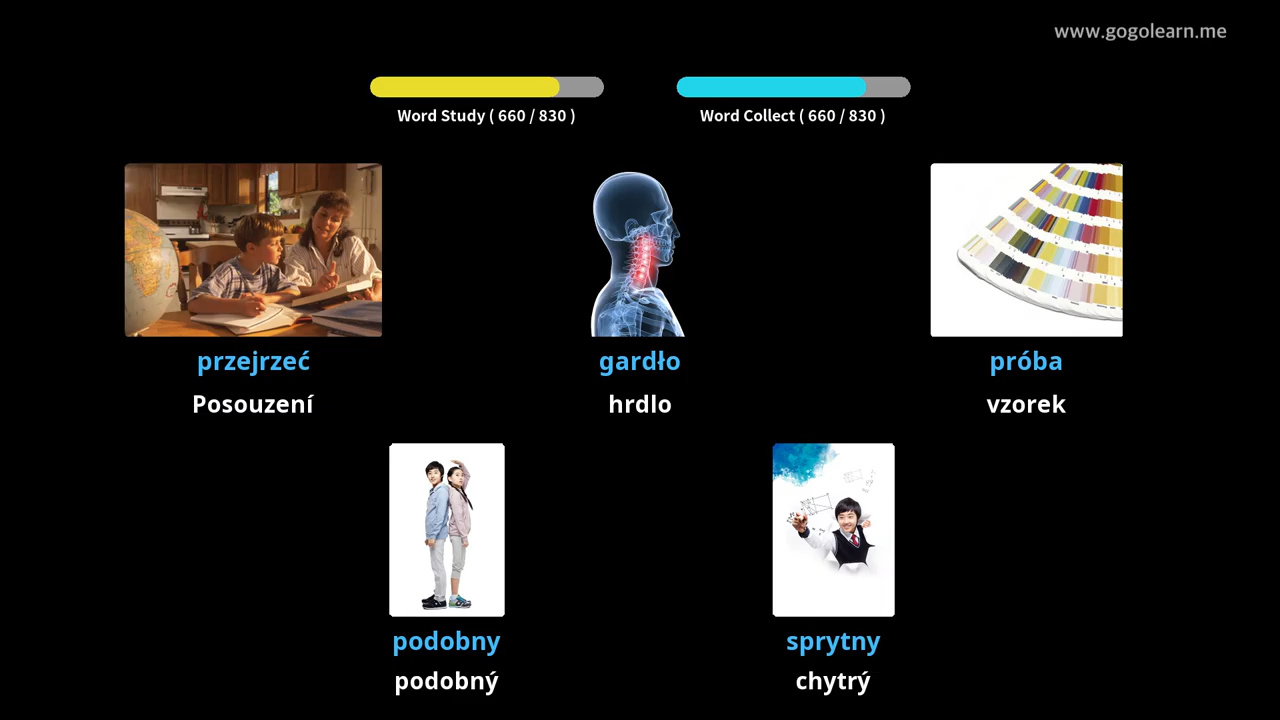 www.gogolearn.me
Word Study ( 660 / 830 )
Word Collect ( 660 / 830 )
przejrzeć
gardło
próba
Posouzení
hrdlo
vzorek
podobny
sprytny
podobný
chytrý